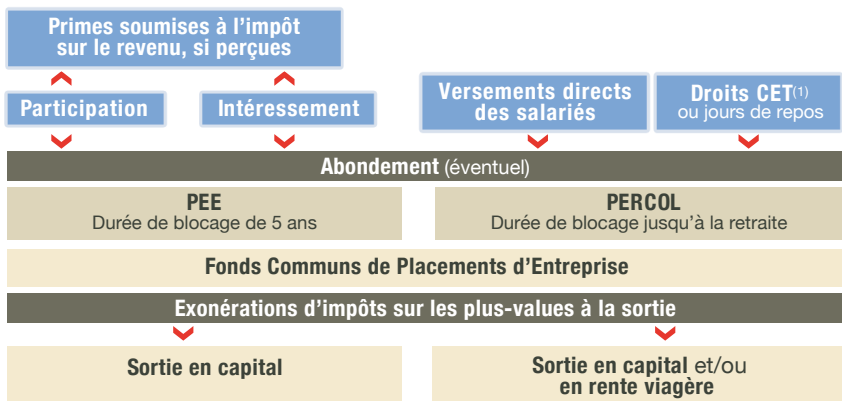 Primes soumises à l’impôt
sur le revenu, si perçues
Participation
Intéressement
Versements directs
des salariés
Droits CET(1)
ou jours de repos
Abondement (éventuel)
PEE
Durée de blocage de 5 ans
PERCOL
Durée de blocage jusqu’à la retraite
Fonds Communs de Placements d’Entreprise
Exonérations d’impôts sur les plus-values à la sortie
Sortie en capital
Sortie en capital et/ou
en rente viagère